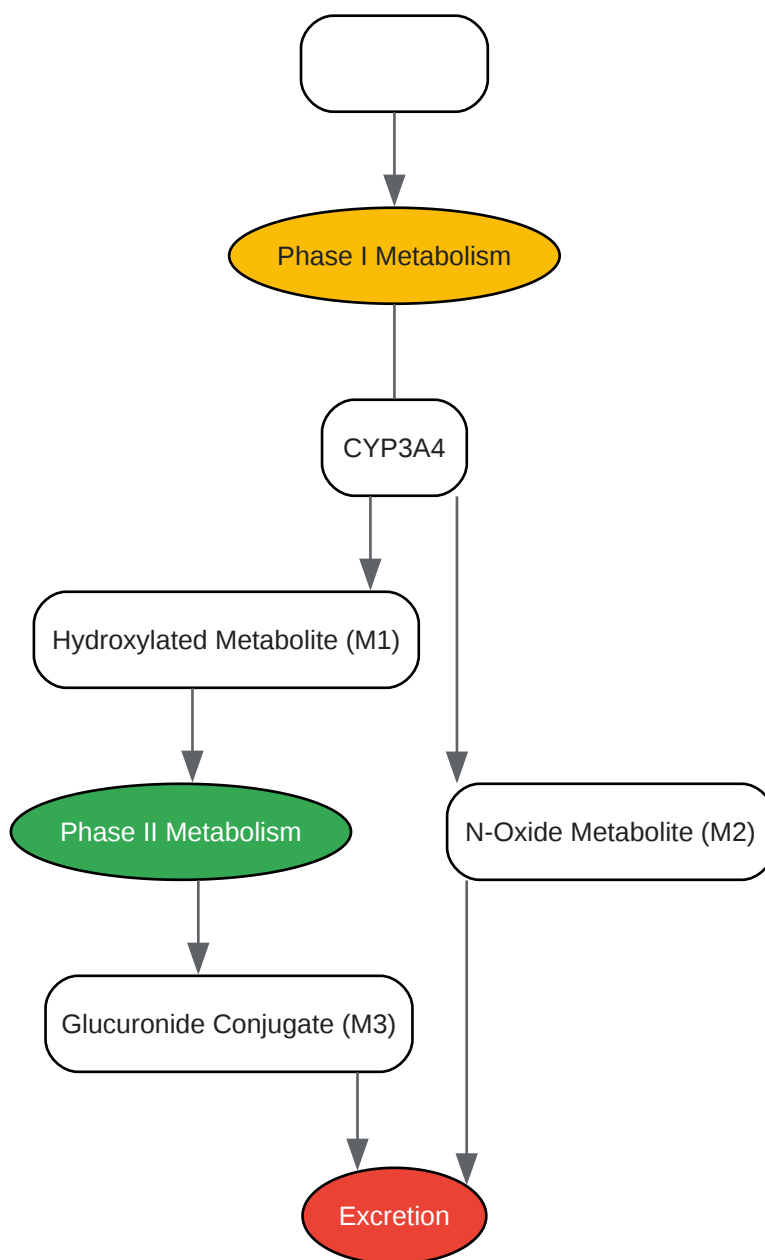 Phase I Metabolism
CYP3A4
Hydroxylated Metabolite (M1)
Phase II Metabolism
N-Oxide Metabolite (M2)
Glucuronide Conjugate (M3)
Excretion